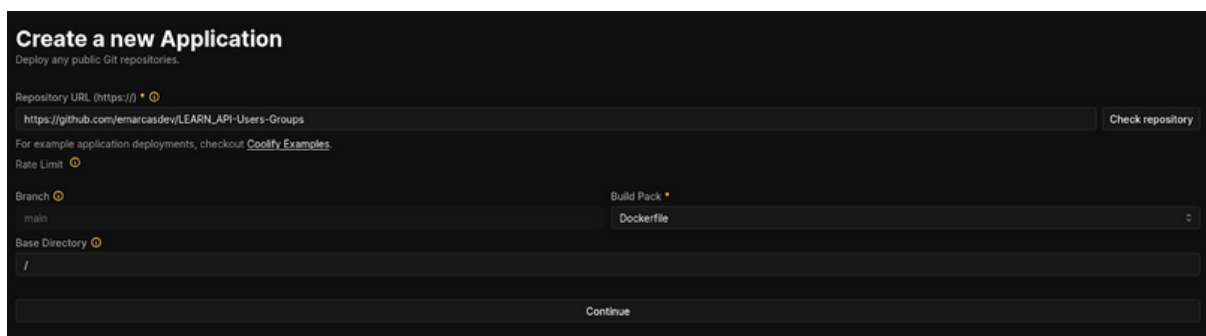 Create a new Application
Deploy any public Git repositories.
Repository URL (https://) *
https://github.com/emarcasdev/LEARN_API-Users-Groups
Check repository
For example application deployments, checkout Coolify Examples.
Rate Limit
Branch
Build Pack *
main
Dockerfile
Base Directory
/
Continue